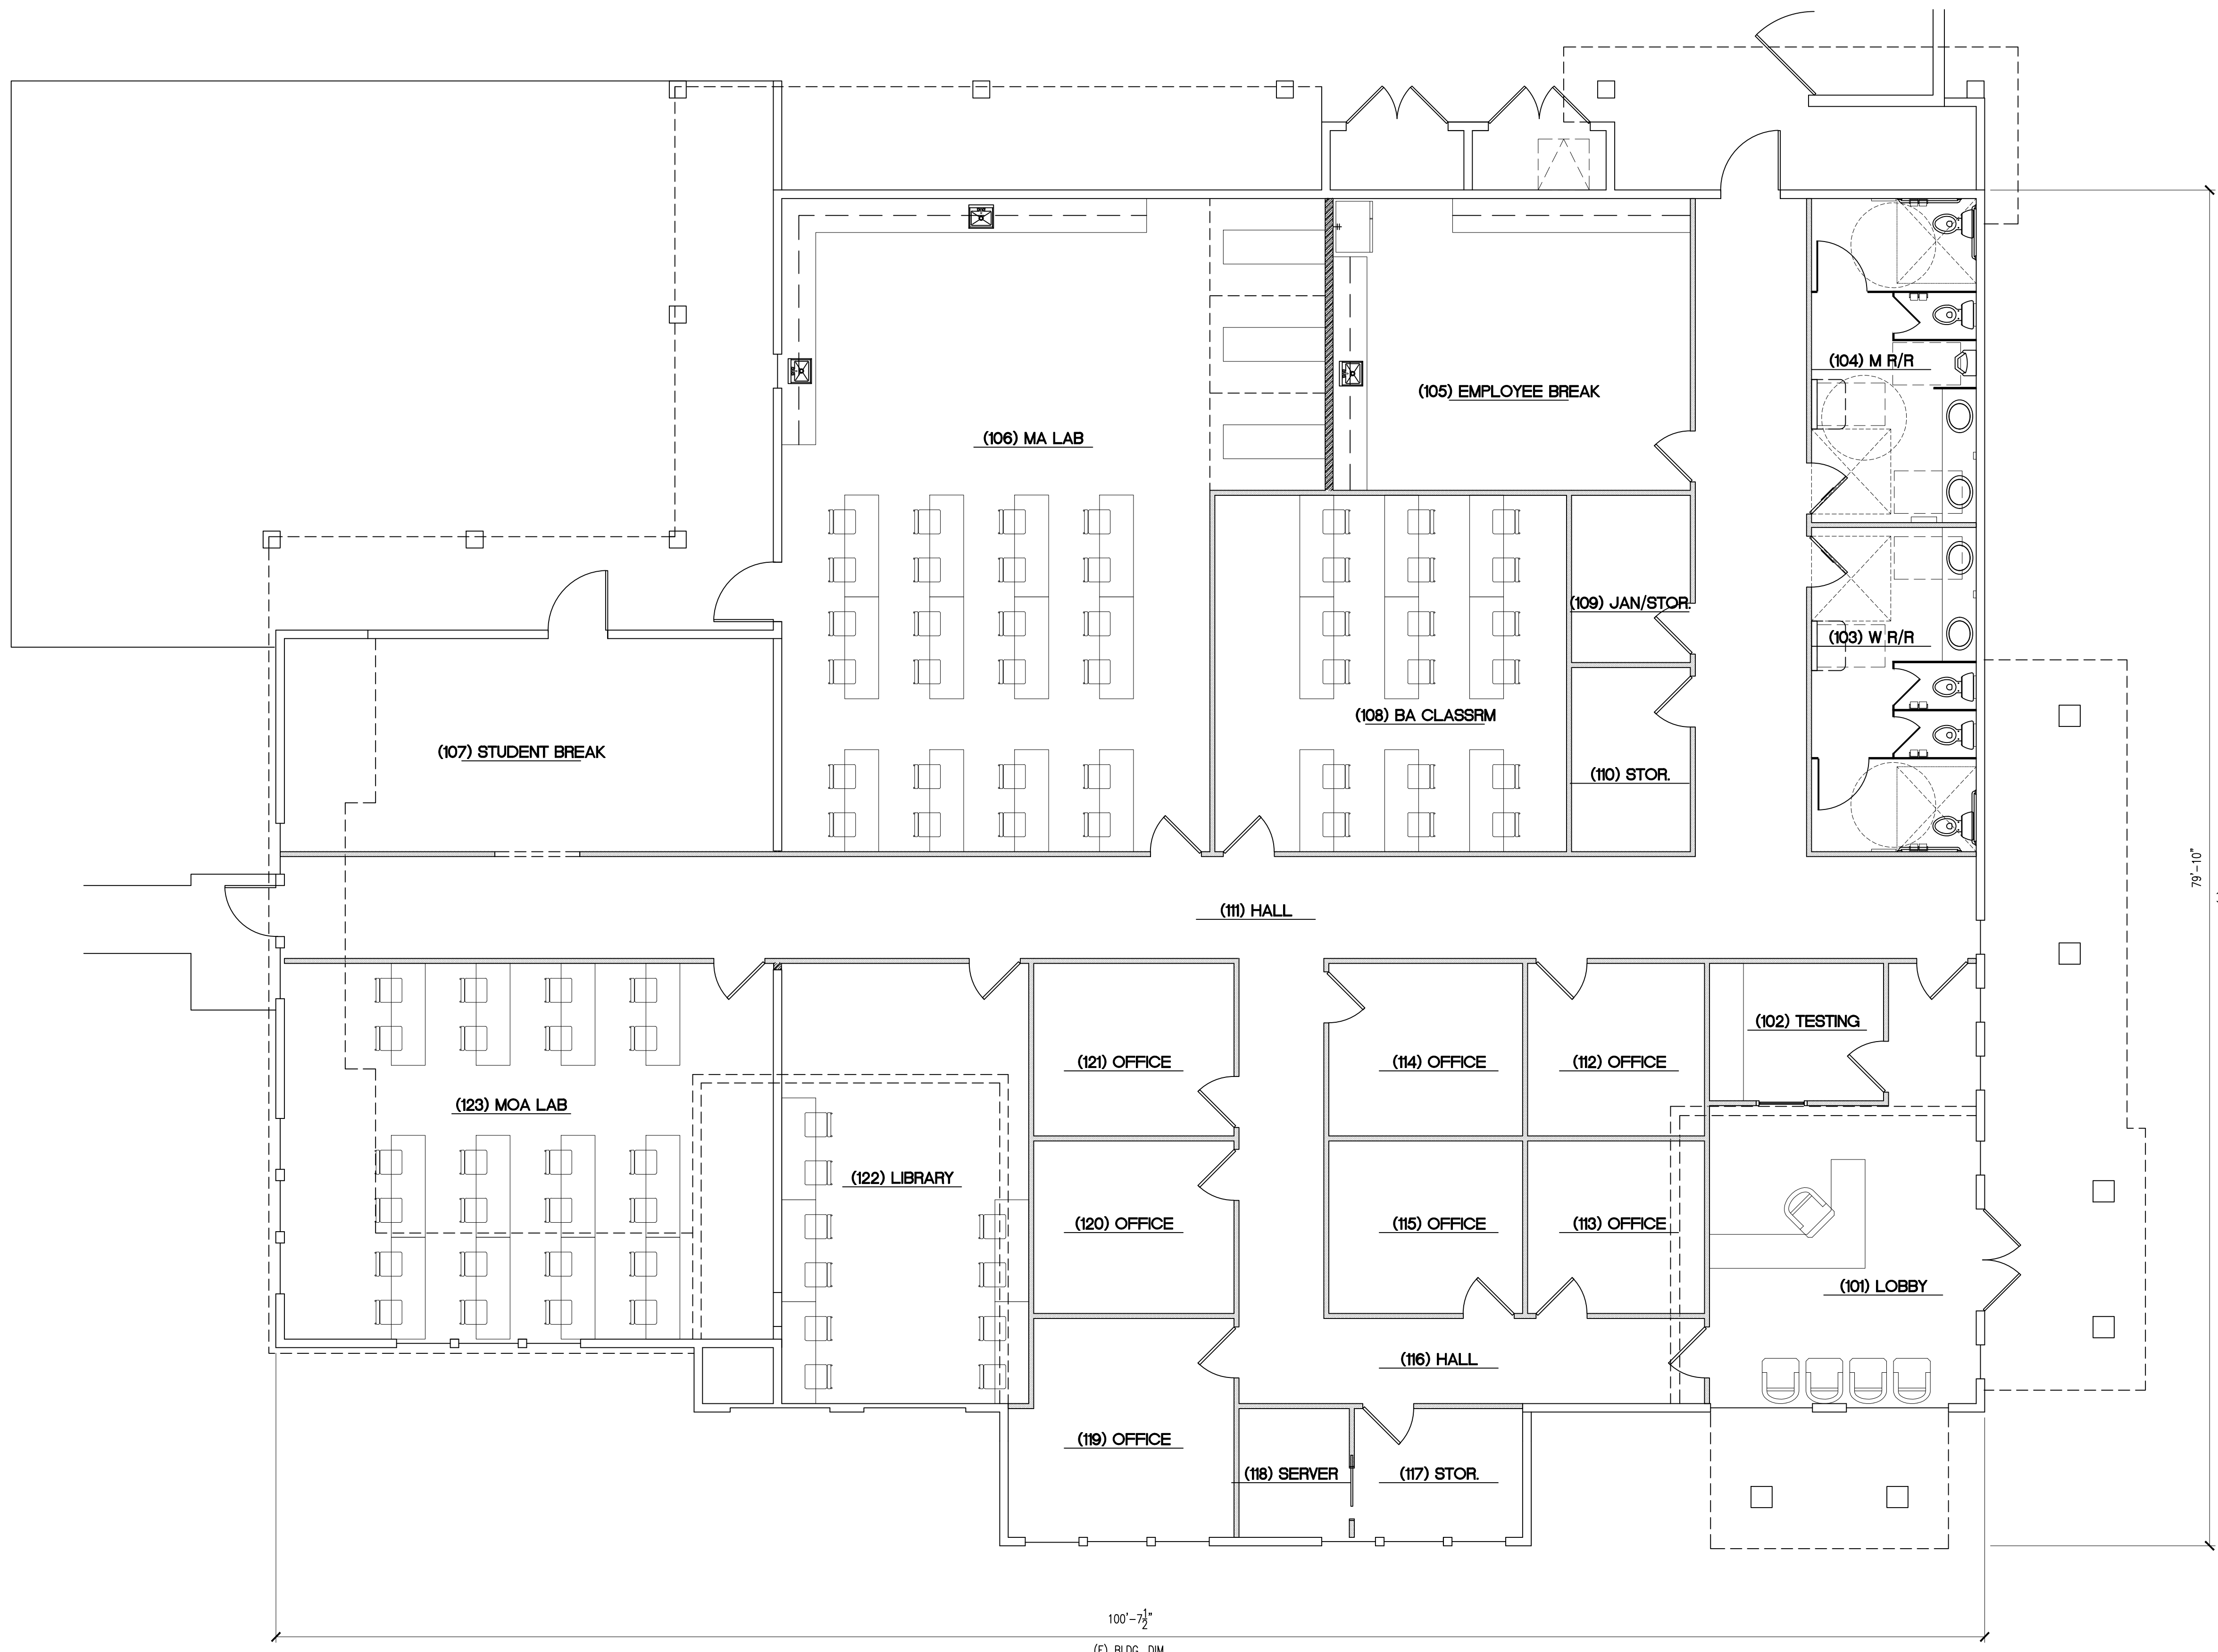 (104) M R/R
(105) EMPLOYEE BREAK
(106) MA LAB
(109) JAN/STOR.
(103) W R/R
(108) BA CLASSRM
(107) STUDENT BREAK
(110) STOR.
79'-10"
(111) HALL
(102) TESTING
(121) OFFICE
(114) OFFICE
(112) OFFICE
(123) MOA LAB
(122) LIBRARY
(120) OFFICE
(115) OFFICE
(113) OFFICE
(101) LOBBY
(116) HALL
(119) OFFICE
(118) SERVER
(117) STOR.
100'-7½"
(E) BLDG. DIM.